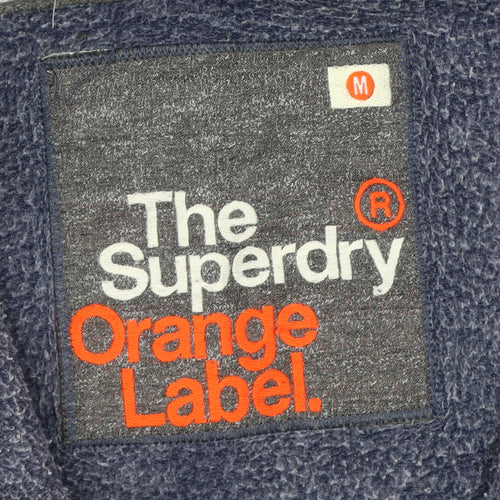 M
®
The
Superdry
Orange
Label.